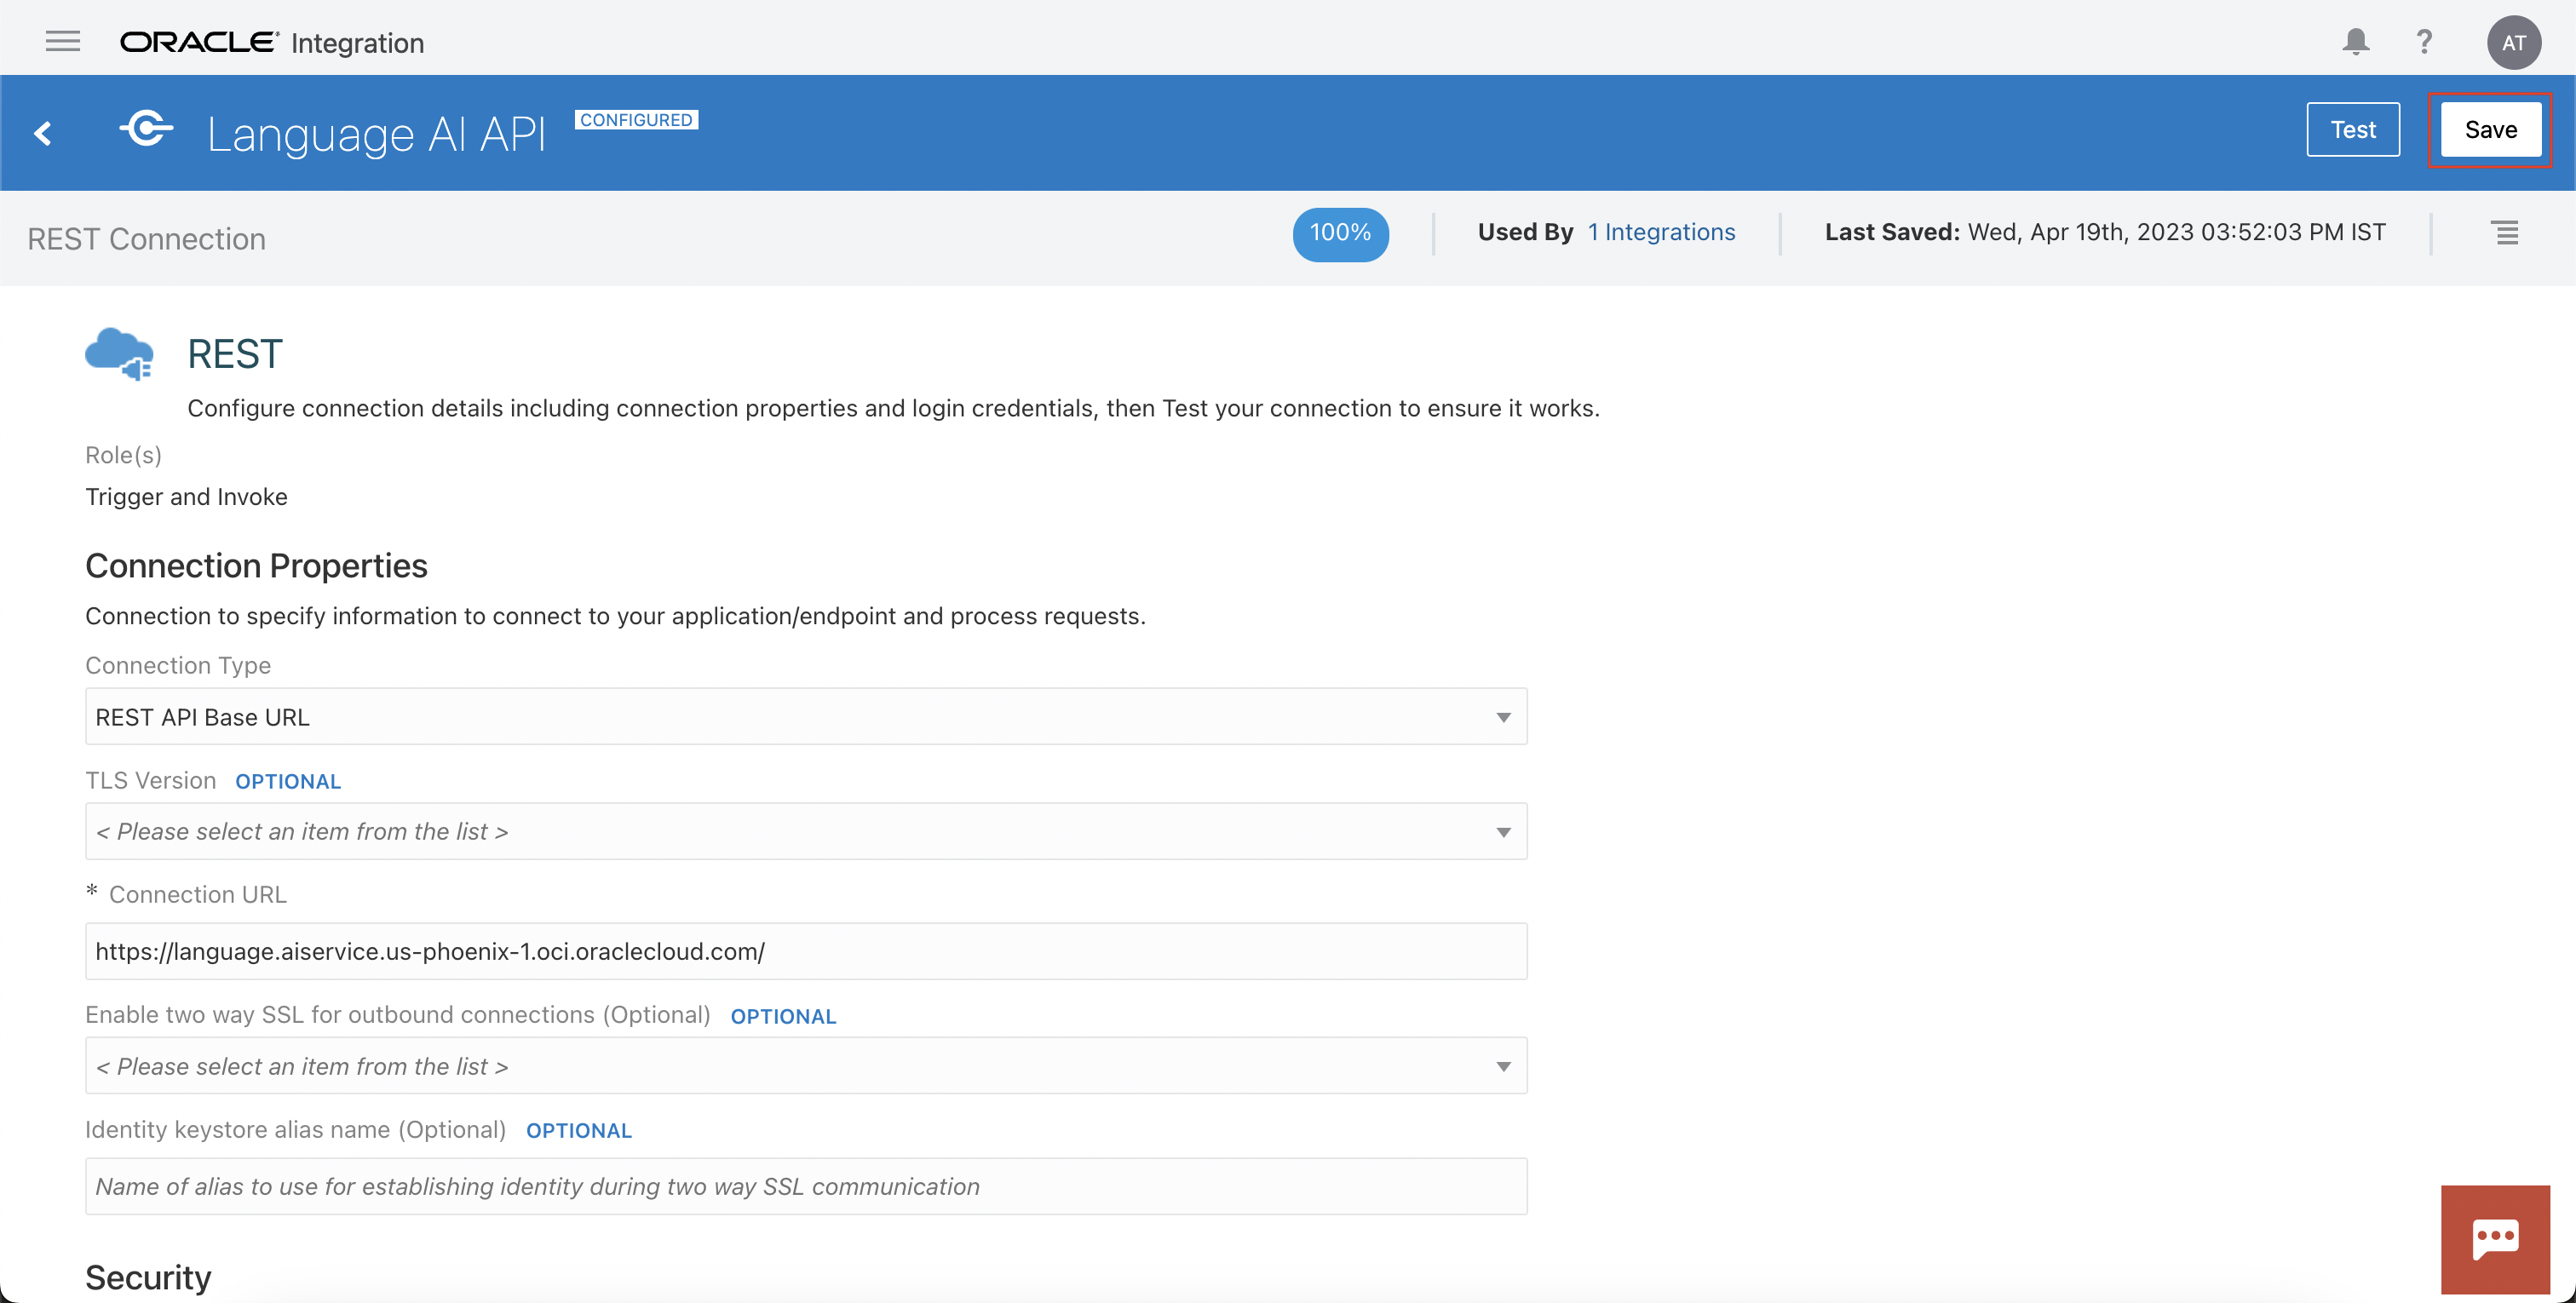 ORACLE Integration
AT
Language AI API CONFIGURED
Test
Save
REST Connection
100%
Used By 1 Integrations
Last Saved: Wed, Apr 19th, 2023 03:52:03 PM IST
REST
Configure connection details including connection properties and login credentials, then Test your connection to ensure it works.
Role(s)
Trigger and Invoke
Connection Properties
Connection to specify information to connect to your application/endpoint and process requests.
Connection Type
REST API Base URL
TLS Version OPTIONAL
< Please select an item from the list >
* Connection URL
https://language.aiservice.us-phoenix-1.oci.oraclecloud.com/
Enable two way SSL for outbound connections (Optional) OPTIONAL
< Please select an item from the list >
Identity keystore alias name (Optional) OPTIONAL
Name of alias to use for establishing identity during two way SSL communication
Security